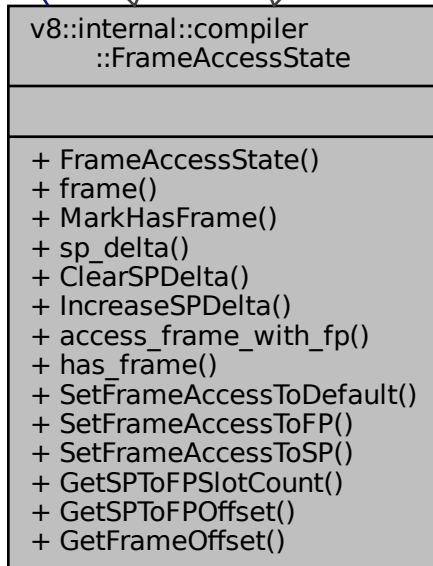 v8::internal::compiler
::FrameAccessState
+ FrameAccessState()
+ frame()
+ MarkHasFrame()
+ sp_delta()
+ ClearSPDelta()
+ IncreaseSPDelta()
+ access_frame_with_fp()
+ has_frame()
+ SetFrameAccessToDefault()
+ SetFrameAccessToFP()
+ SetFrameAccessToSP()
+ GetSPToFPSlotCount()
+ GetSPToFPOffset()
+ GetFrameOffset()